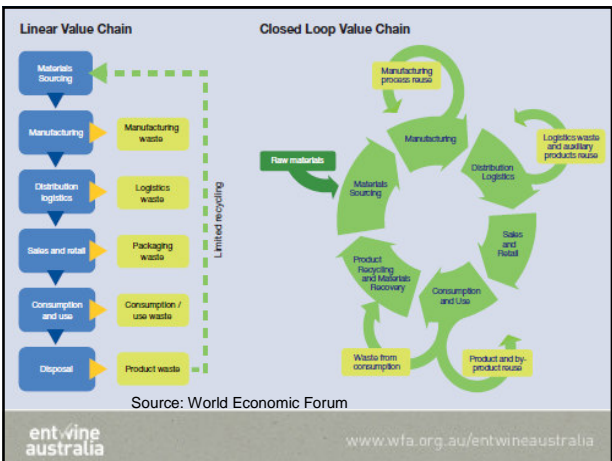 Linear Value Chain
Materials
Sourcing
Manufacturing
Manufacturing
waste
Distribution
logistics
Logistics
waste
Sales and retail
Packaging
waste
Consumption
and use
Consumption /
use waste
Disposal
Product waste
Limited recycling
Closed Loop Value Chain
Manufacturing
process reuse
Manufacturing
Logistics waste
and auxiliary
products reuse
Distribution
Logistics
Raw materials
Materials
Sourcing
Sales
and
Retail
Product
Recycling
and Materials
Recovery
Consumption
and Use
Waste from
consumption
Product and by-
product reuse
Source: World Economic Forum
entwine
australia
www.wfa.org.au/entwineaustralia